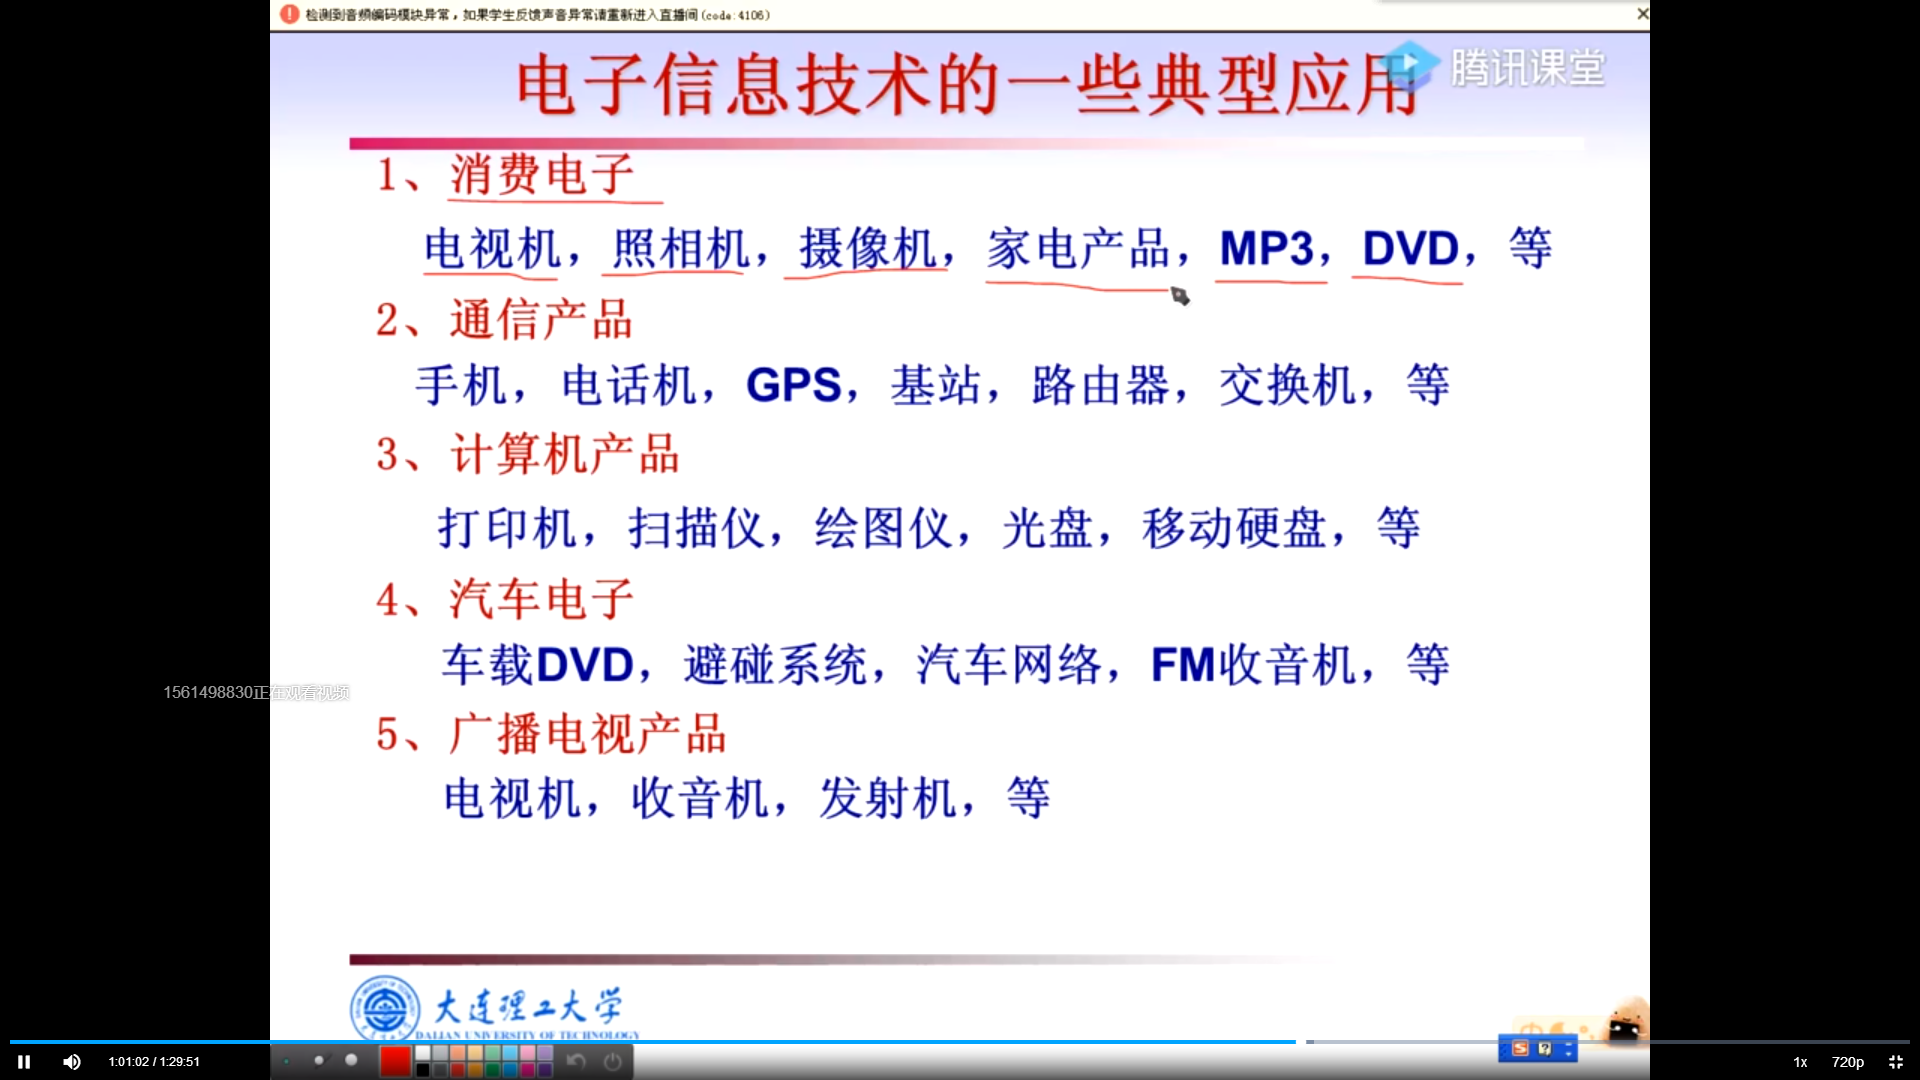 检测到音频编码模块异常，如果学生反馈声音异常请重新进入直播间(code:4106)
电子信息技术的一些典型应用
腾讯课堂
1、消费电子
电视机，照相机，摄像机，家电产品，MP3，DVD，等
2、通信产品
手机，电话机，GPS，基站，路由器，交换机，等
3、计算机产品
打印机，扫描仪，绘图仪，光盘，移动硬盘，等
4、汽车电子
车载DVD，避碰系统，汽车网络，FM收音机，等
1561498830正在观看视频
5、广播电视产品
电视机，收音机，发射机，等
大连理工大学
DALIAN UNIVERSITY OF TECHNOLOGY
1:01:02 / 1:29:51
1x
720p